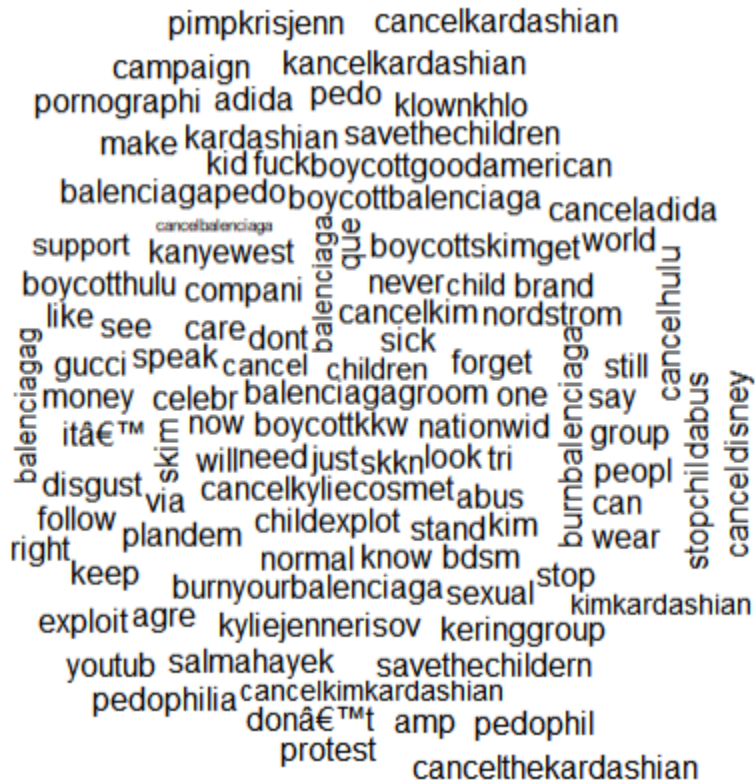 pimpkrisjenn cancelkardashian
campaign kancelkardashian
pornographi adida pedo klownkhlo
make kardashian savethechildren
kid fuck boycottgoodamerican
balenciagapedo boycottbalenciaga canceladida
cancelbalenciaga
support kanyewest balenciaga que boycottskim get world
boycotthulu compani never child brand cancelhulu
like see care dont cancelkim nordstrom
sick
balenciagag gucci speak cancel children forget burnbalenciaga still
money celebr balenciagagroom one say
itâ€™ skim now boycottkkw nationwid group
will need just skkn look tri peopl stopchildabus canceldisney
disgust via cancelkyliecosmet abus can
follow plandem childexplot stand kim wear
right normal know bdsm
keep burnyourbalenciaga sexual stop
kimkardashian
exploit agre kyliejennerisov keringgroup
youtub salmahayek savethechildern
pedophilia cancelkimkardashian
donâ€™t amp pedophil
protest
cancelthekardashian